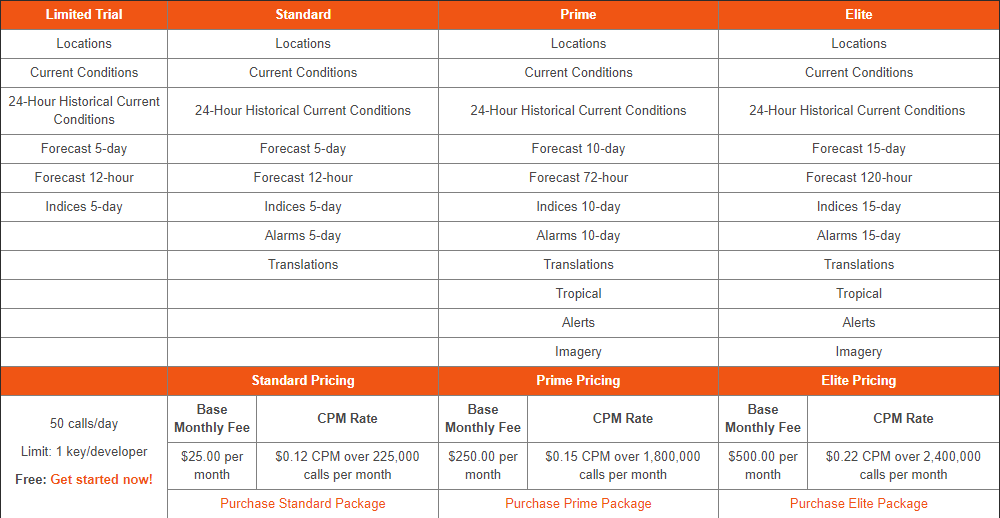 Limited Trial Standard Prime Elite
Locations Locations Locations Locations
Current Conditions Current Conditions Current Conditions Current Conditions
24-Hour Historical Current Conditions 24-Hour Historical Current Conditions 24-Hour Historical Current Conditions 24-Hour Historical Current Conditions
Forecast 5-day Forecast 5-day Forecast 10-day Forecast 15-day
Forecast 12-hour Forecast 12-hour Forecast 72-hour Forecast 120-hour
Indices 5-day Indices 5-day Indices 10-day Indices 15-day
Alarms 5-day Alarms 10-day Alarms 15-day
Translations Translations Translations
Tropical Tropical
Alerts Alerts
Imagery Imagery
Standard Pricing Prime Pricing Elite Pricing
50 calls/day
Limit: 1 key/developer
Free: Get started now!
Base Monthly Fee CPM Rate Base Monthly Fee CPM Rate Base Monthly Fee CPM Rate
$25.00 per month $0.12 CPM over 225,000 calls per month $250.00 per month $0.15 CPM over 1,800,000 calls per month $500.00 per month $0.22 CPM over 2,400,000 calls per month
Purchase Standard Package Purchase Prime Package Purchase Elite Package